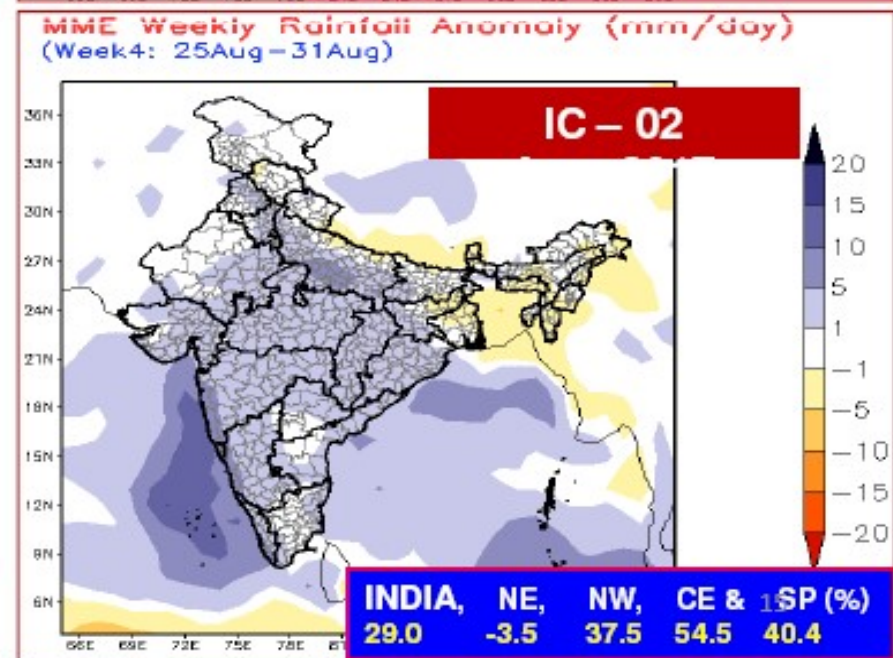 MME Weekly Rainfall Anomaly (mm/day)
(Week4: 25Aug–31Aug)
IC – 02
36N
33N
30N
27N
24N
21N
18N
15N
12N
9N
6N
66E 69E 72E 75E 78E
20
15
10
5
1
−1
−5
−10
−15
−20
INDIA, NE, NW, CE & SP (%)
29.0 -3.5 37.5 54.5 40.4